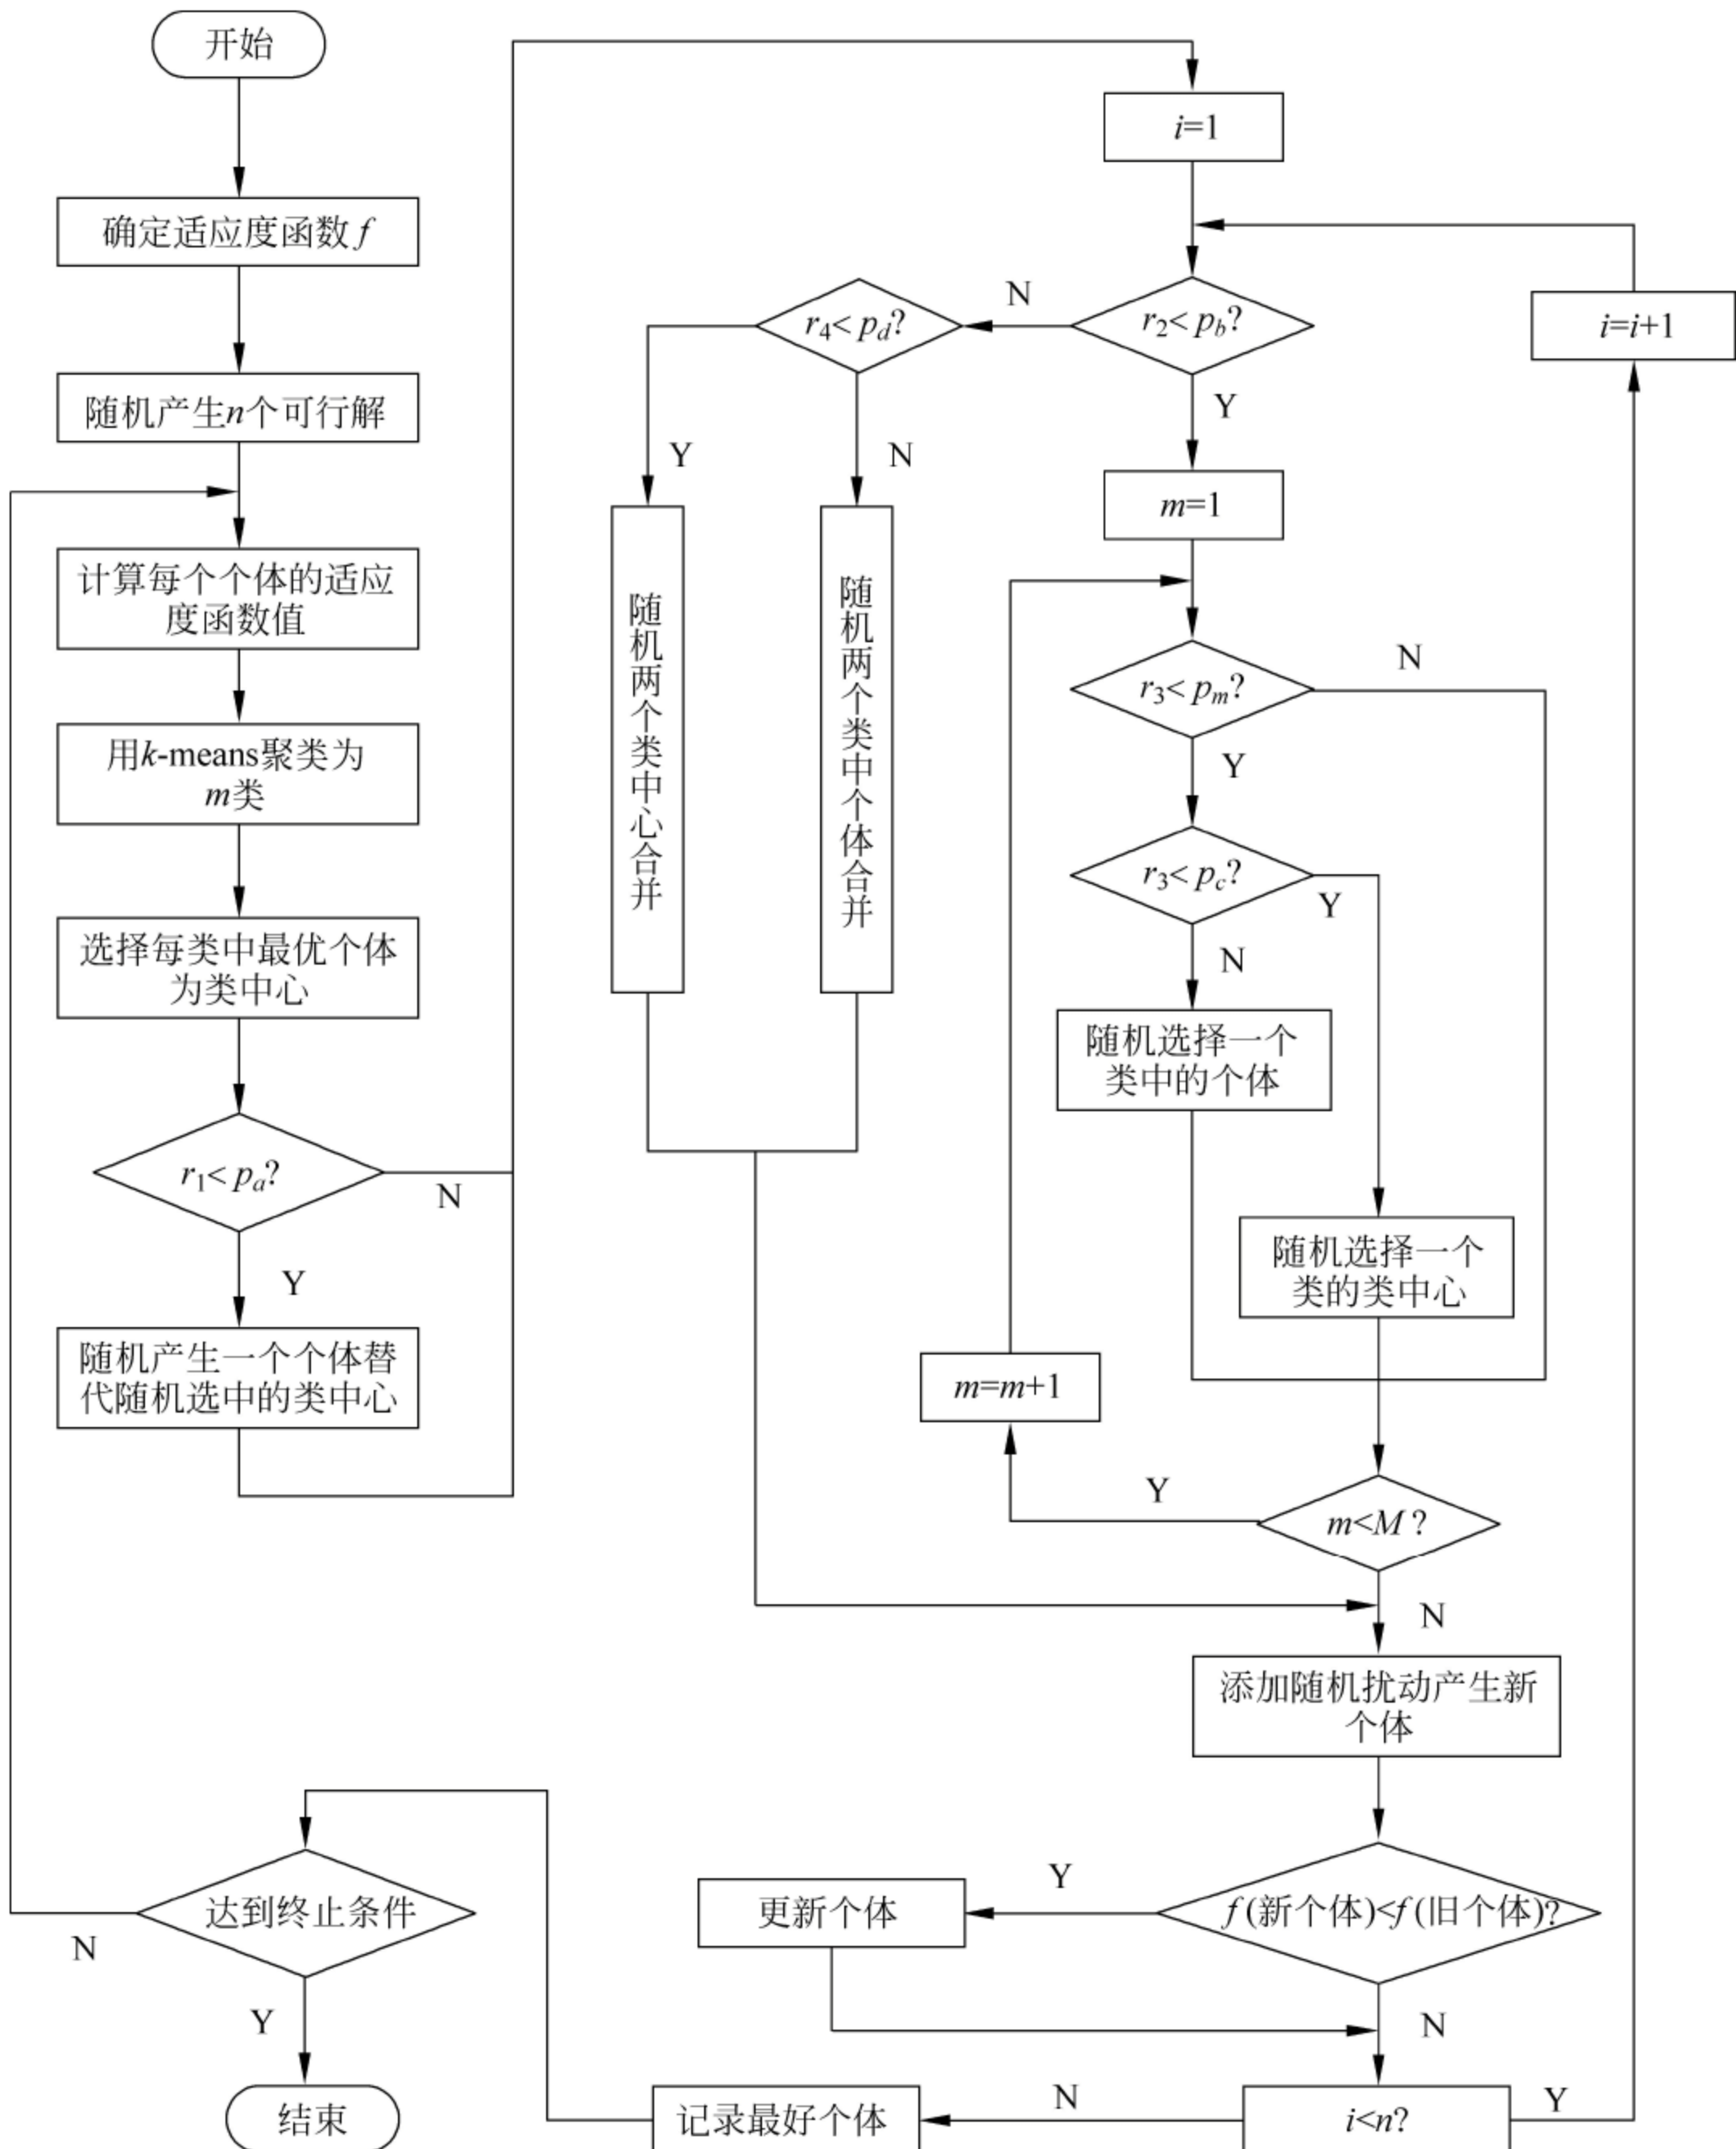 开始
确定适应度函数f
随机产生n个可行解
计算每个个体的适应
度函数值
用k-means聚类为
m类
选择每类中最优个体
为类中心
r1<pa?
N
Y
随机产生一个个体替
代随机选中的类中心
i=1
r2<pb?
N
Y
r4<pd?
Y
N
随机两个类中心合并
随机两个类中个体合并
i=i+1
m=1
r3<pm?
N
Y
r3<pc?
Y
N
随机选择一个
类中的个体
随机选择一个
类的类中心
m=m+1
m<M?
Y
N
添加随机扰动产生新
个体
f(新个体)<f(旧个体)?
Y
N
更新个体
i<n?
Y
N
记录最好个体
达到终止条件
N
Y
结束